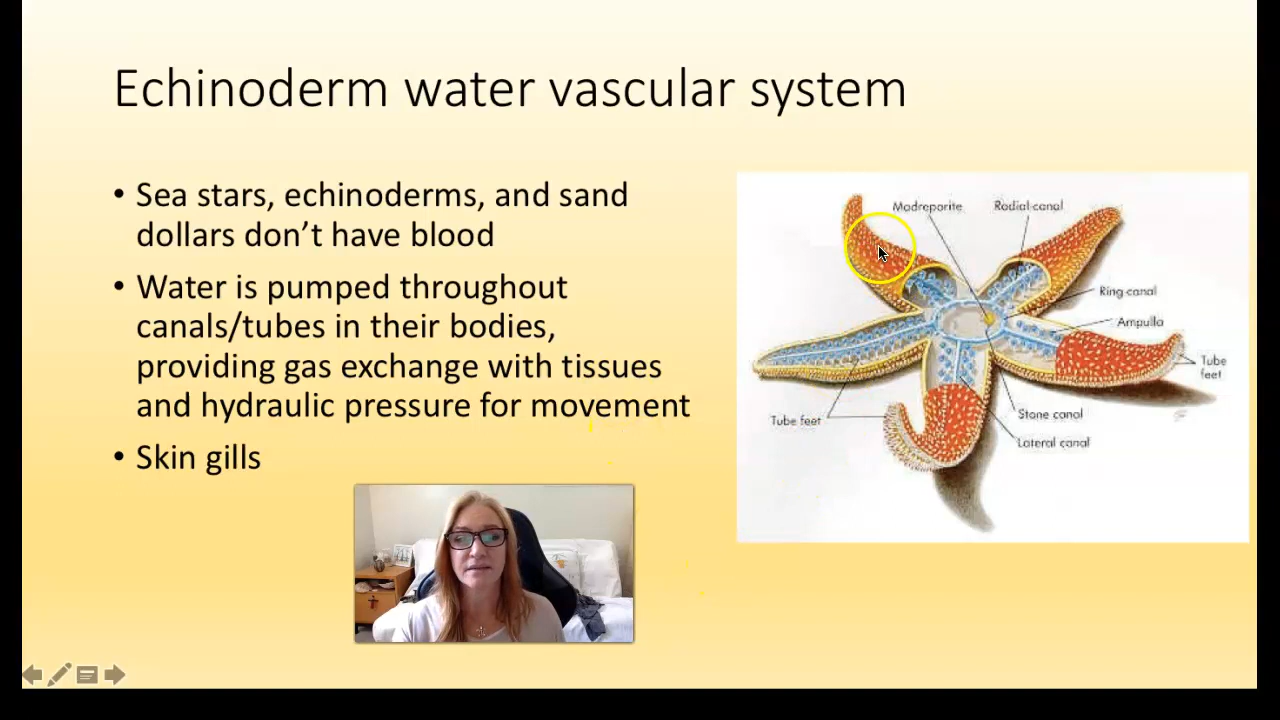 Echinoderm water vascular system
• Sea stars, echinoderms, and sand
dollars don’t have blood
• Water is pumped throughout
canals/tubes in their bodies,
providing gas exchange with tissues
and hydraulic pressure for movement
• Skin gills
Madreporite
Radial canal
Ring canal
Ampulla
Tube
feet
Stone canal
Tube feet
Lateral canal